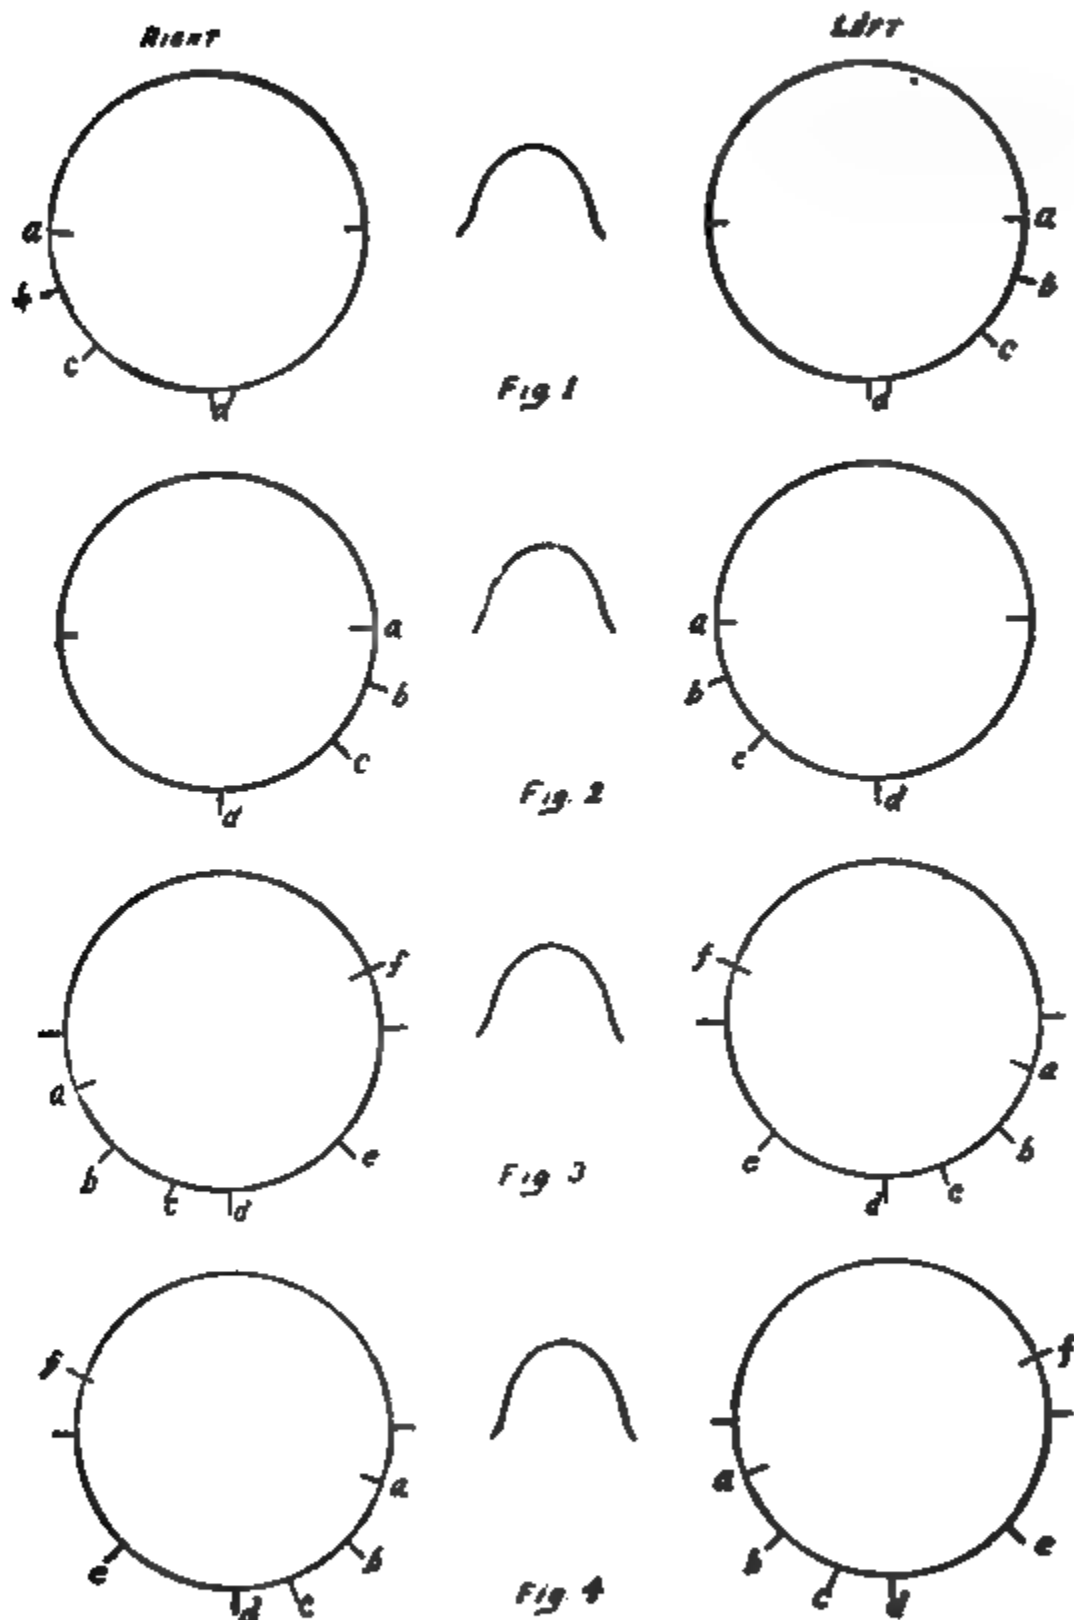 RIGHT LEFT
a a
b b
c c
d d
Fig 1
a a
b b
c c
d d
Fig. 2
f f
a a
b e e b
c d d c
Fig 3
f f
a a
e b b e
d c c d
Fig. 4